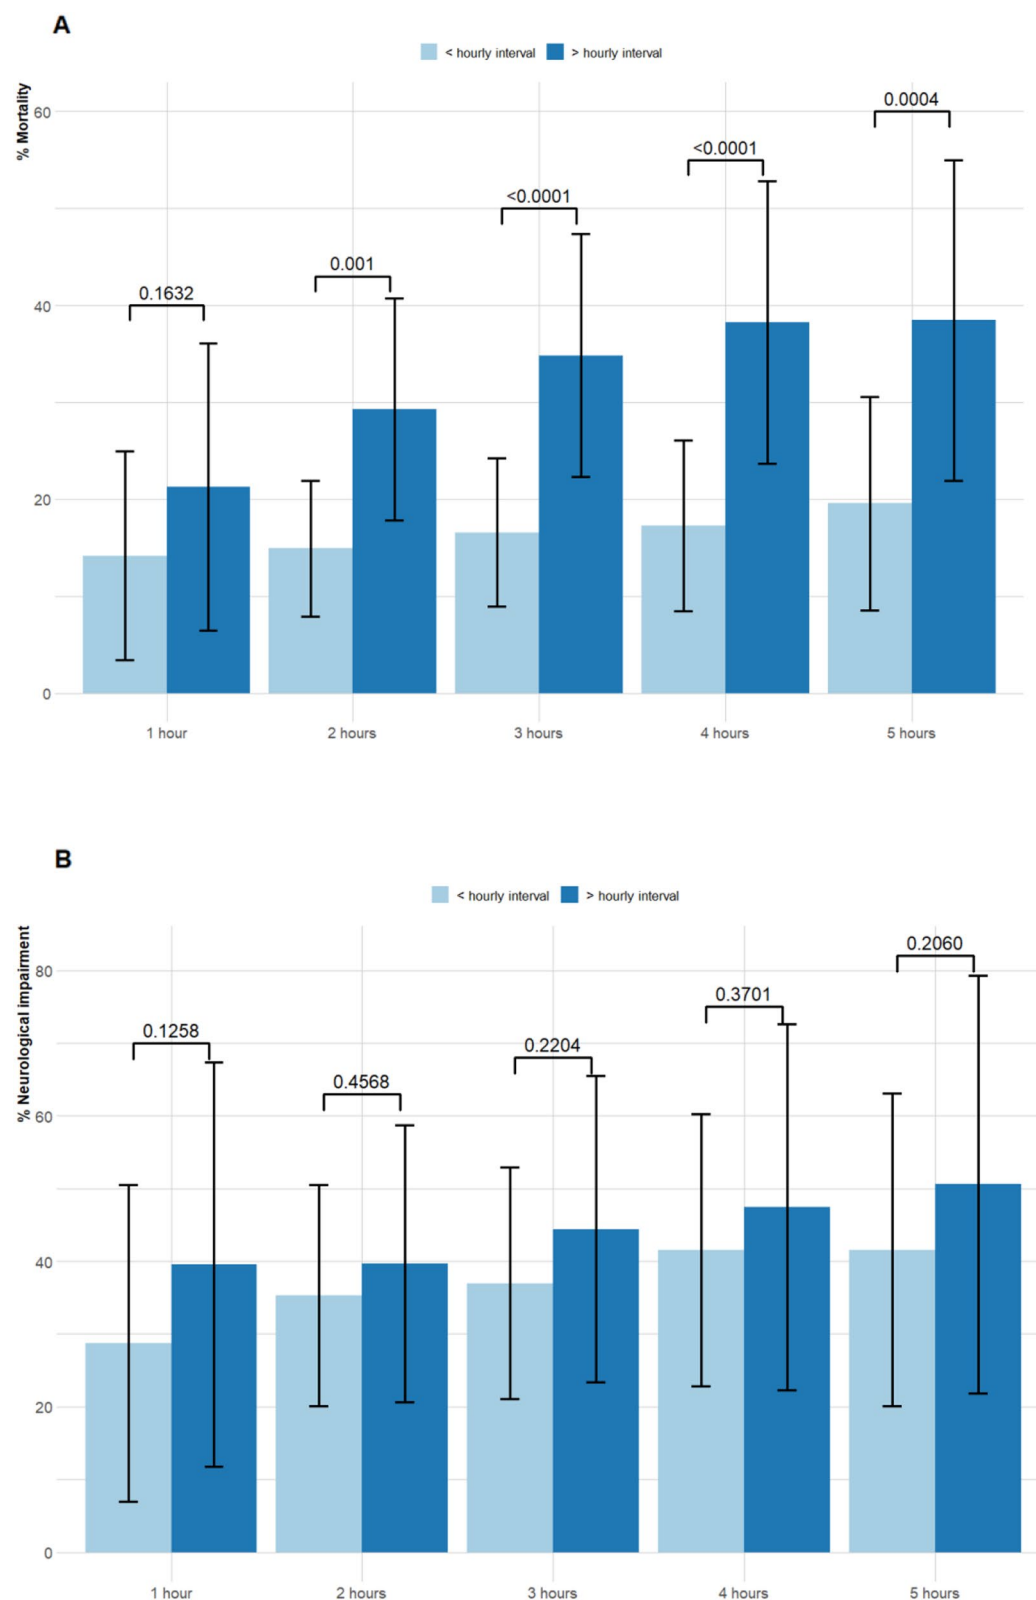 A
< hourly interval > hourly interval
% Mortality
60
40
20
0
0.1632
0.001
<0.0001
<0.0001
0.0004
1 hour 2 hours 3 hours 4 hours 5 hours
B
< hourly interval > hourly interval
% Neurological impairment
80
60
40
20
0
0.1258
0.4568
0.2204
0.3701
0.2060
1 hour 2 hours 3 hours 4 hours 5 hours